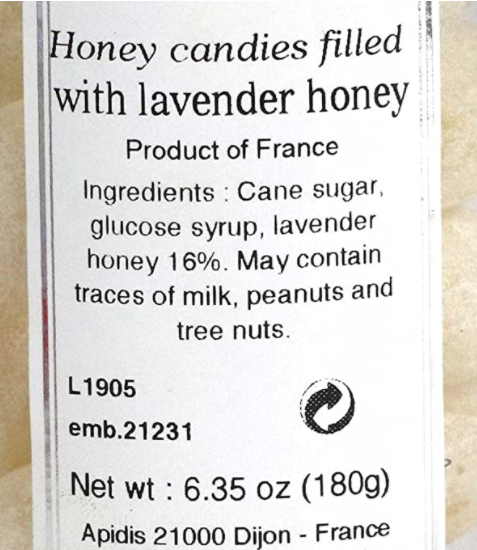 Honey candies filled
with lavender honey
Product of France
Ingredients : Cane sugar,
glucose syrup, lavender
honey 16%. May contain
traces of milk, peanuts and
tree nuts.
L1905
emb.21231
Net wt : 6.35 oz (180g)
Apidis 21000 Dijon - France